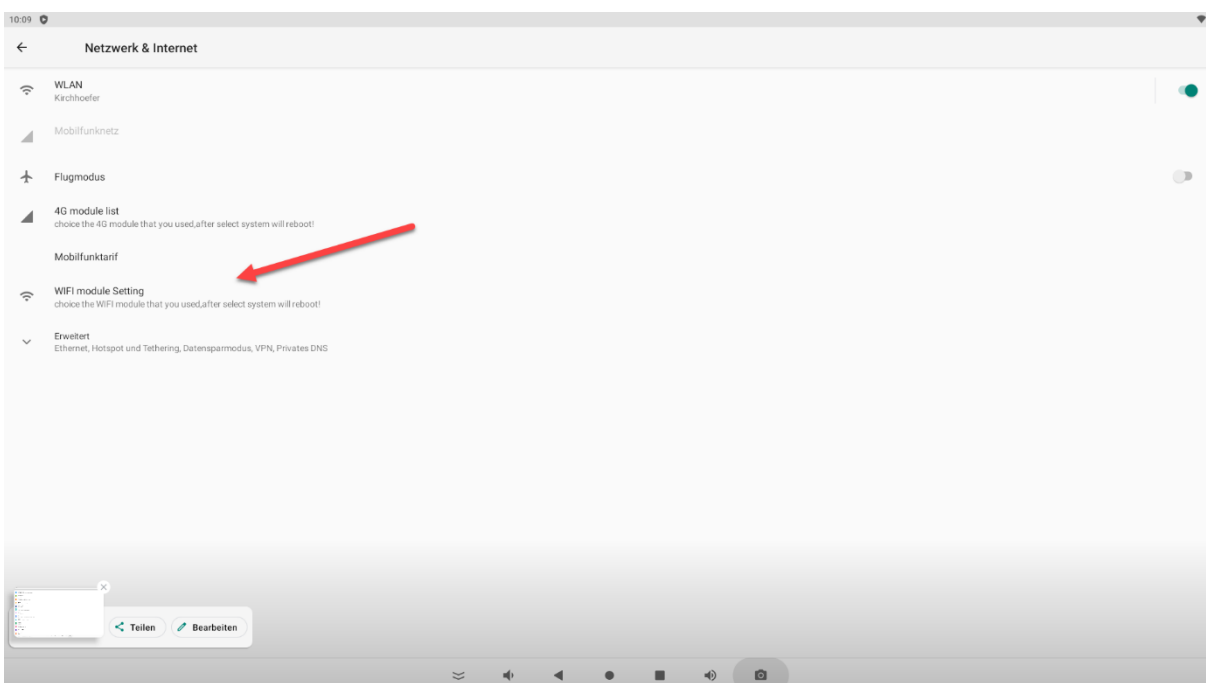 10:09
Netzwerk & Internet
WLAN
Kirchhoefer
Mobilfunknetz
Flugmodus
4G module list
choice the 4G module that you used,after select system will reboot!
Mobilfunktarif
WIFI module Setting
choice the WIFI module that you used,after select system will reboot!
Erweitert
Ethernet, Hotspot und Tethering, Datensparmodus, VPN, Privates DNS
Teilen
Bearbeiten